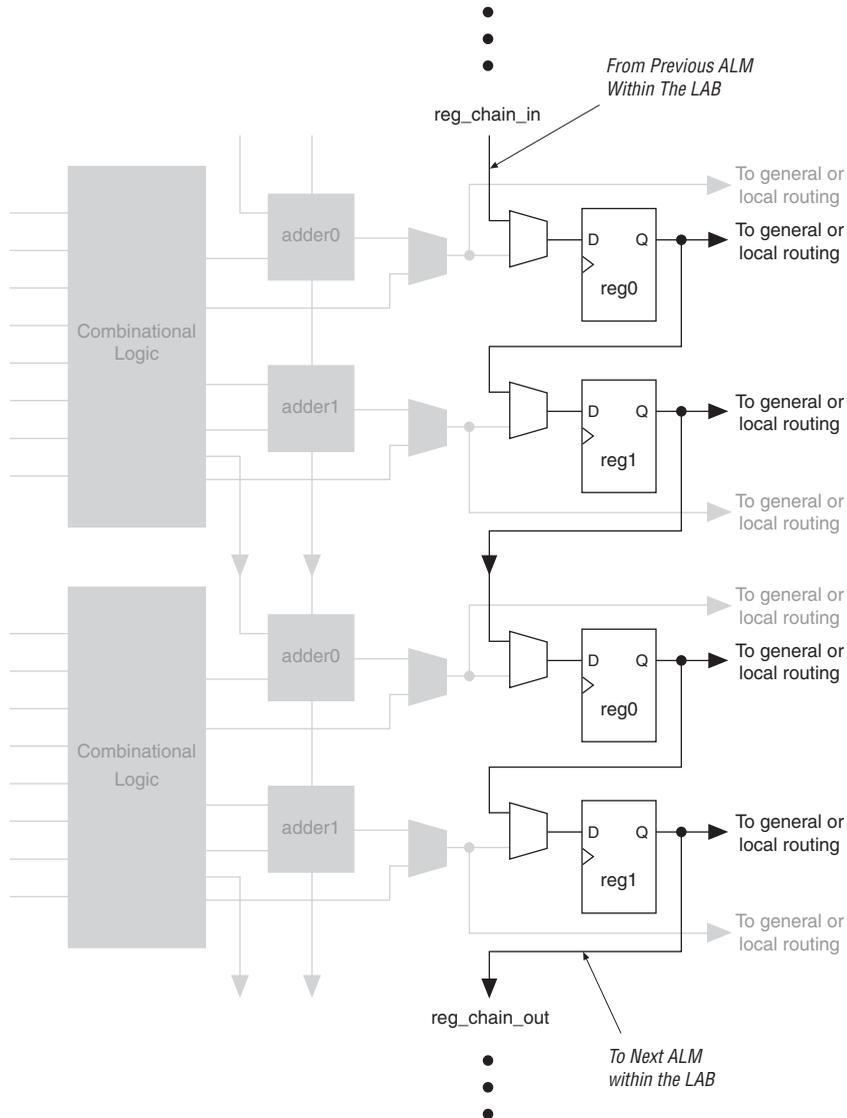 From Previous ALM
Within The LAB
reg_chain_in
To general or
local routing
adder0
D Q
To general or
local routing
reg0
Combinational
Logic
adder1
D Q
To general or
local routing
reg1
To general or
local routing
To general or
local routing
adder0
D Q
To general or
local routing
reg0
Combinational
Logic
adder1
D Q
To general or
local routing
reg1
To general or
local routing
reg_chain_out
To Next ALM
within the LAB